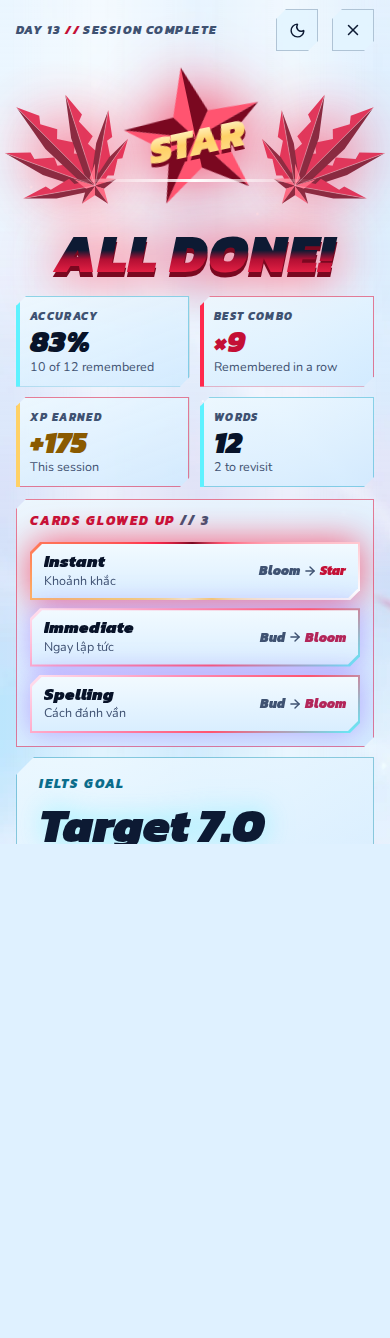 DAY 13 // SESSION COMPLETE
STAR
ALL DONE!
ACCURACY
83%
10 of 12 remembered
BEST COMBO
×9
Remembered in a row
XP EARNED
+175
This session
WORDS
12
2 to revisit
CARDS GLOWED UP // 3
Instant
Khoảnh khắc
Bloom → Star
Immediate
Ngay lập tức
Bud → Bloom
Spelling
Cách đánh vần
Bud → Bloom
IELTS GOAL
Target 7.0